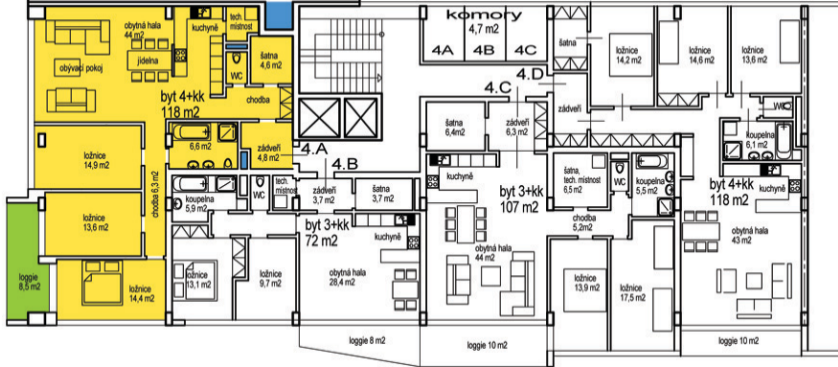 obytná hala
44 m2
kuchyně
tech.
místnost
obývací pokoj
jídelna
WC
šatna
4,6 m2
byt 4+kk
118 m2
chodba
6,6 m2
zádveří
4,8 m2
4.A
4.B
ložnice
14,9 m2
chodba 6,3 m2
ložnice
13,6 m2
loggie
8,5 m2
ložnice
14,4 m2
koupelna
5,9 m2
WC
tech.
místnost
zádveří
3,7 m2
šatna
3,7 m2
byt 3+kk
72 m2
kuchyně
ložnice
13,1 m2
ložnice
9,7 m2
obytná hala
28,4 m2
loggie 8 m2
komory
4,7 m2
4A
4B
4C
4.C
4.D
šatna
6,4m2
zádveří
6,3 m2
kuchyně
byt 3+kk
107 m2
obytná hala
44 m2
loggie 10 m2
šatna,
tech. místnost
6,5 m2
WC
koupelna
5,5 m2
chodba
5,2m2
ložnice
13,9 m2
ložnice
17,5 m2
šatna
ložnice
14,2 m2
zádveří
ložnice
14,6 m2
ložnice
13,6 m2
WC
koupelna
6,1 m2
byt 4+kk
118 m2
kuchyně
obytná hala
43 m2
loggie 10 m2